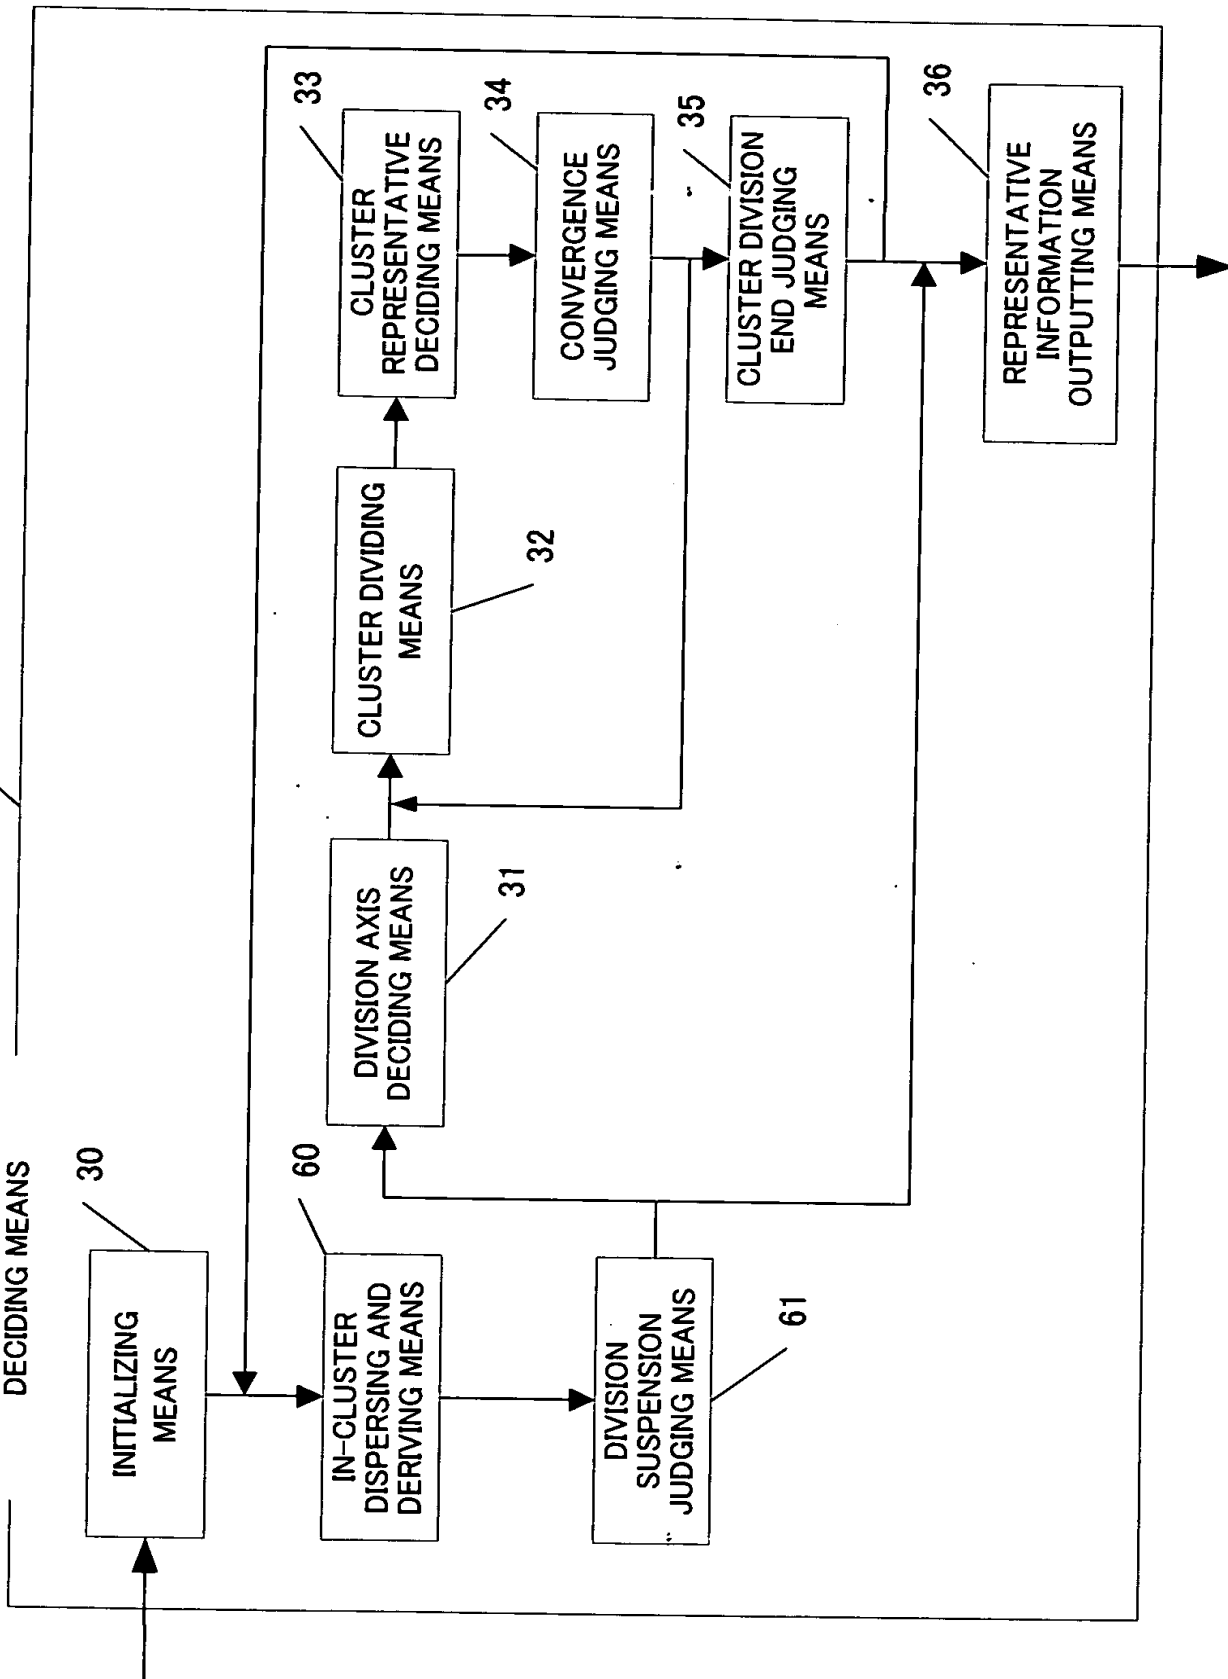 DECIDING MEANS
30
INITIALIZING
MEANS
60
IN-CLUSTER
DISPERSING AND
DERIVING MEANS
DIVISION
SUSPENSION
JUDGING MEANS
61
DIVISION AXIS
DECIDING MEANS
31
CLUSTER DIVIDING
MEANS
32
33
CLUSTER
REPRESENTATIVE
DECIDING MEANS
34
CONVERGENCE
JUDGING MEANS
35
CLUSTER DIVISION
END JUDGING
MEANS
36
REPRESENTATIVE
INFORMATION
OUTPUTTING MEANS